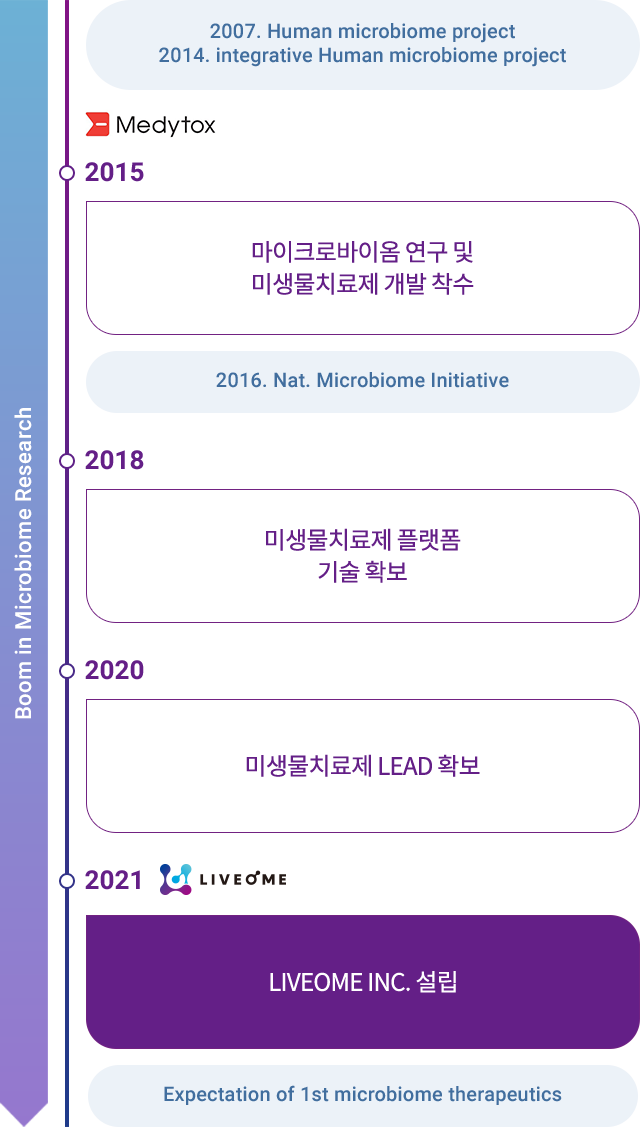 2007. Human microbiome project
2014. integrative Human microbiome project
Medytox
2015
마이크로바이옴 연구 및
미생물치료제 개발 착수
2016. Nat. Microbiome Initiative
2018
미생물치료제 플랫폼
기술 확보
2020
미생물치료제 LEAD 확보
2021 LIVEOME
LIVEOME INC. 설립
Expectation of 1st microbiome therapeutics
Boom in Microbiome Research